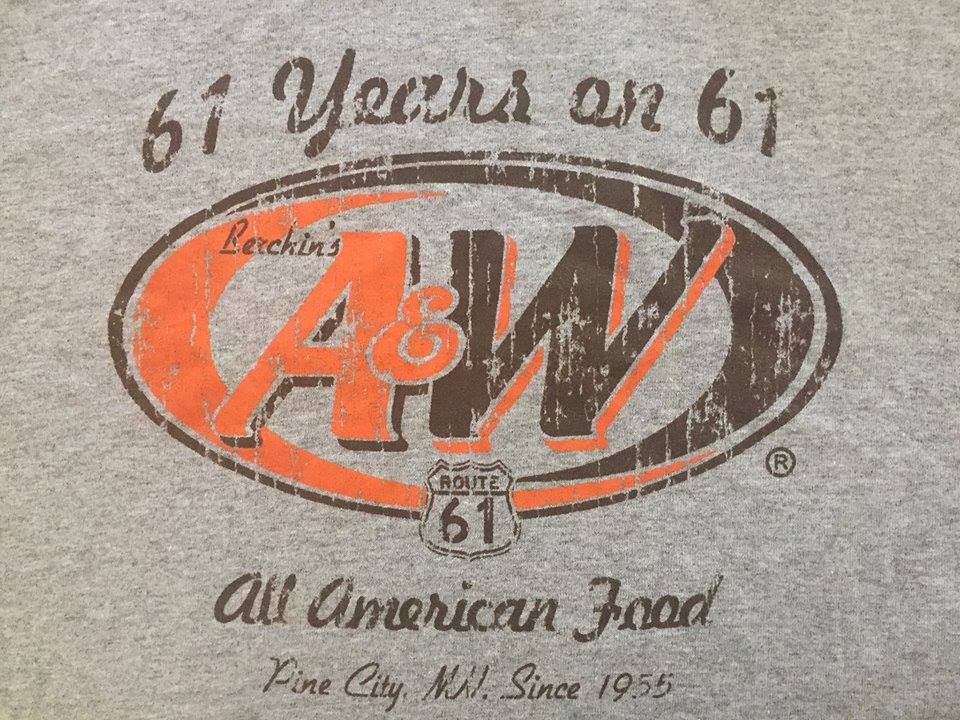 61 Years on 61
Berchin's
A&W
®
ROUTE
61
All American Food
Pine City, MN. Since 1955